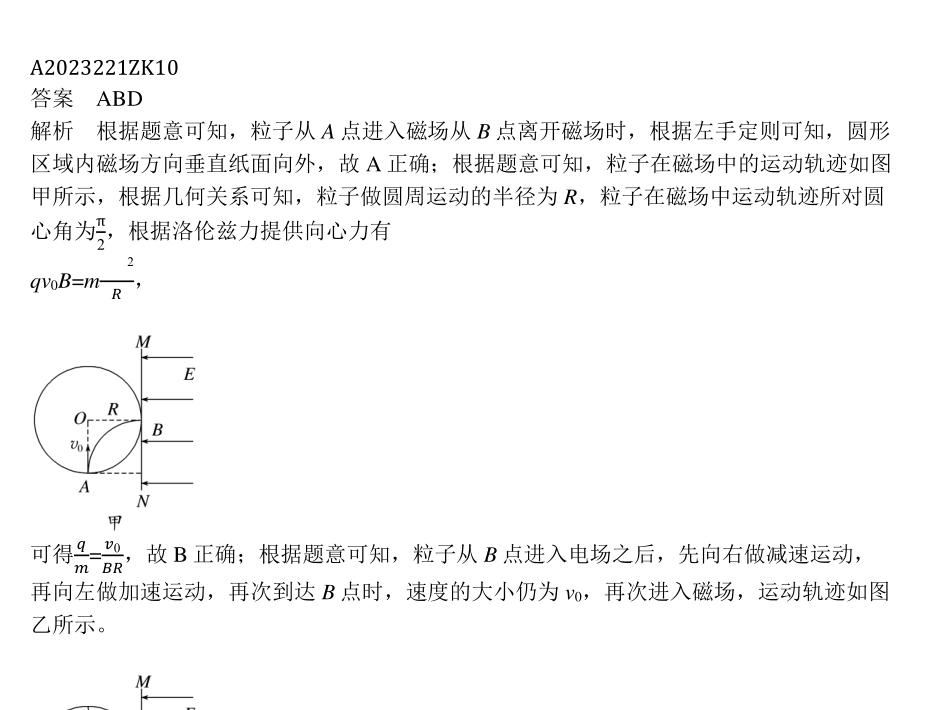 A2023221ZK10
答案 ABD
解析 根据题意可知，粒子从 A 点进入磁场从 B 点离开磁场时，根据左手定则可知，圆形
区域内磁场方向垂直纸面向外，故 A 正确；根据题意可知，粒子在磁场中的运动轨迹如图
甲所示，根据几何关系可知，粒子做圆周运动的半径为 R，粒子在磁场中运动轨迹所对圆
心角为π/2，根据洛伦兹力提供向心力有
qv₀B=m ²/R，
M
E
O
R
B
v₀
A
N
甲
可得q/m=v₀/BR，故 B 正确；根据题意可知，粒子从 B 点进入电场之后，先向右做减速运动，
再向左做加速运动，再次到达 B 点时，速度的大小仍为 v₀，再次进入磁场，运动轨迹如图
乙所示。
M